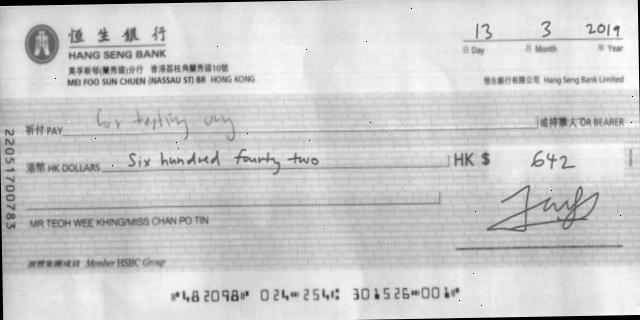 恒生銀行
HANG SENG BANK
美孚新邨(蘭秀道)分行 香港荔枝角蘭秀道10號
MEI FOO SUN CHUEN (NASSAU ST) BR HONG KONG
13 3 2019
日 Day 月 Month 年 Year
恒生銀行有限公司 Hang Seng Bank Limited
祈付 PAY for testing only 或持票人 OR BEARER
港幣 HK DOLLARS Six hundred fourty two HK $ 642
MR TEOH WEE KHING/MISS CHAN PO TIN
滙豐集團成員 Member HSBC Group
22051700783
⑈482098⑈ 024⑉254⑆ 301526⑉001⑈